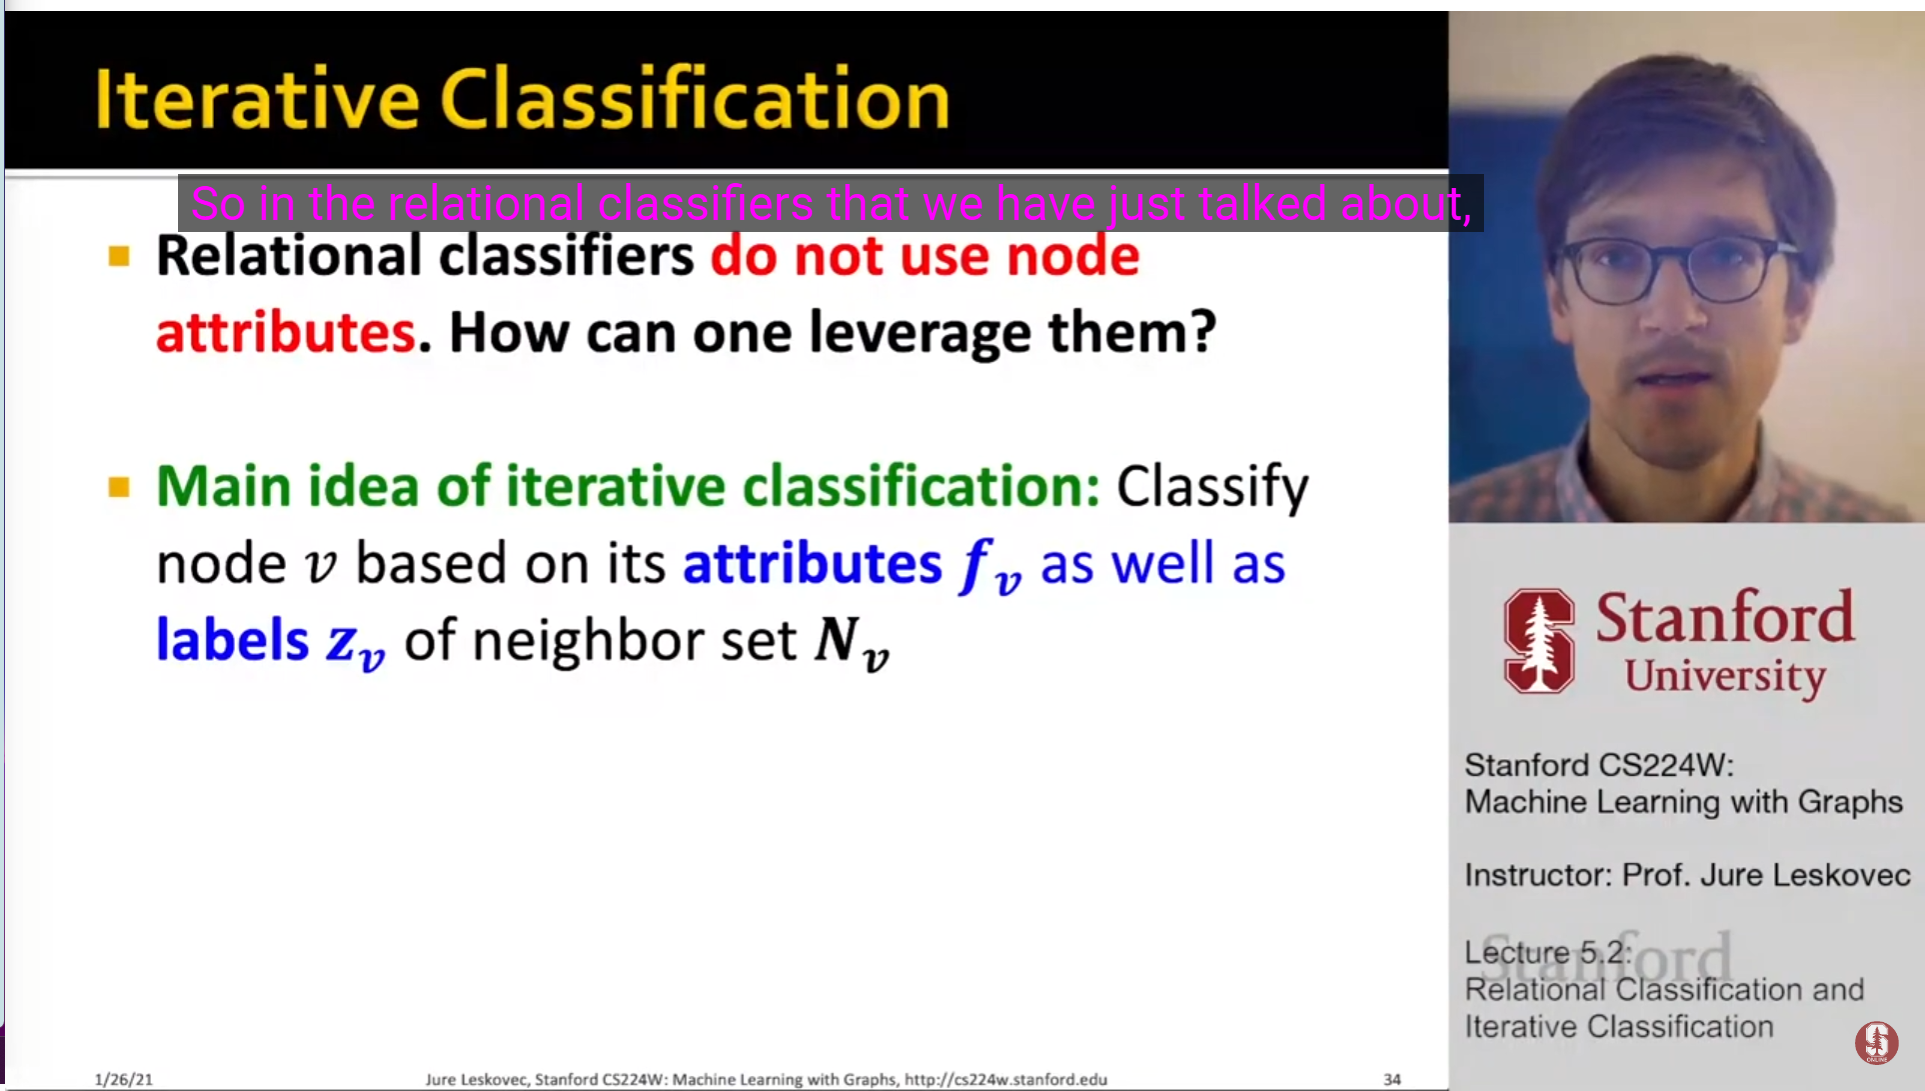 Iterative Classification
So in the relational classifiers that we have just talked about,
Relational classifiers do not use node
attributes. How can one leverage them?
Main idea of iterative classification: Classify
node v based on its attributes f_v as well as
labels z_v of neighbor set N_v
1/26/21
Jure Leskovec, Stanford CS224W: Machine Learning with Graphs, http://cs224w.stanford.edu
34
Stanford
University
Stanford CS224W:
Machine Learning with Graphs
Instructor: Prof. Jure Leskovec
Stanford
Lecture 5.2:
Relational Classification and
Iterative Classification
S
ONLINE